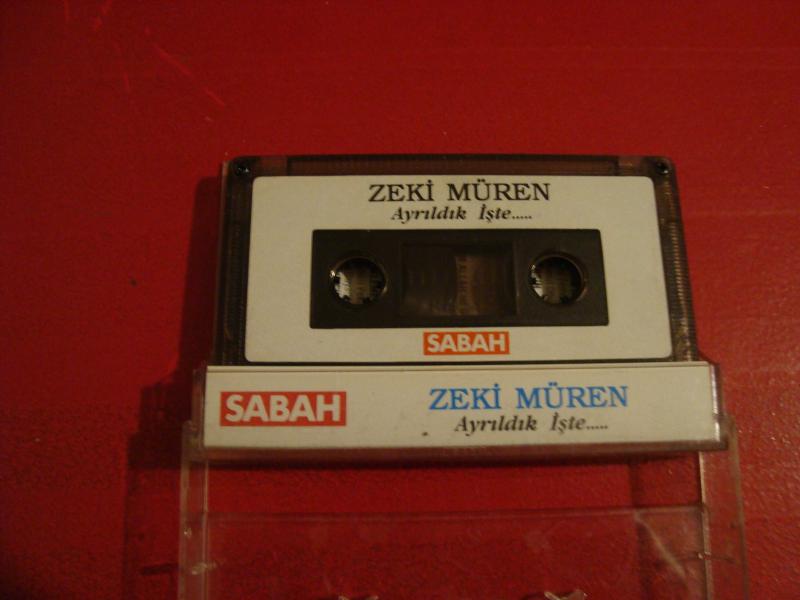 ZEKİ MÜREN
Ayrıldık İşte.....
SABAH
SABAH
ZEKİ MÜREN
Ayrıldık İşte.....